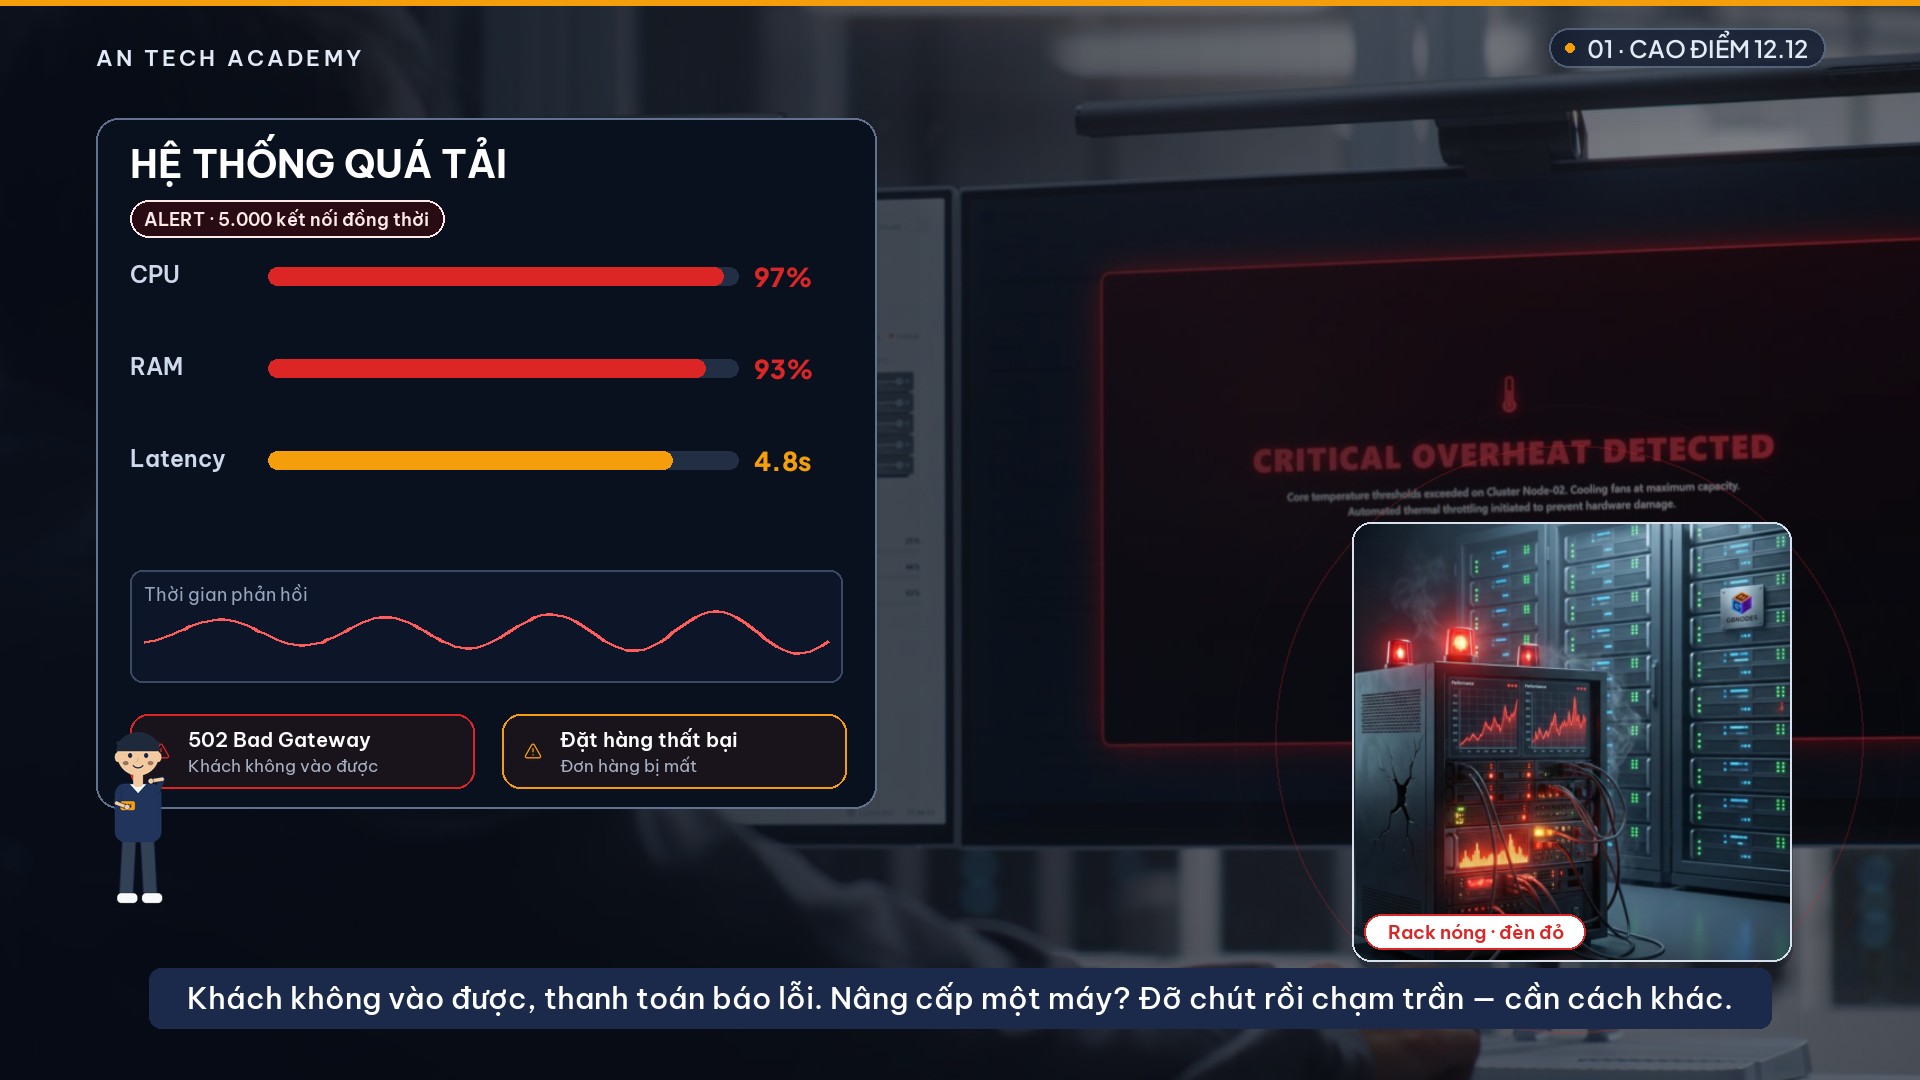 AN TECH ACADEMY
01 · CAO ĐIỂM 12.12
HỆ THỐNG QUÁ TẢI
ALERT · 5.000 kết nối đồng thời
CPU
97%
RAM
93%
Latency
4.8s
Thời gian phản hồi
502 Bad Gateway
Khách không vào được
Đặt hàng thất bại
Đơn hàng bị mất
CRITICAL OVERHEAT DETECTED
Core temperature thresholds exceeded on Cluster Node-02. Cooling fans at maximum capacity.
Automated thermal throttling initiated to prevent hardware damage.
GBNODES
Performance
Performance
Rack nóng · đèn đỏ
Khách không vào được, thanh toán báo lỗi. Nâng cấp một máy? Đỡ chút rồi chạm trần — cần cách khác.